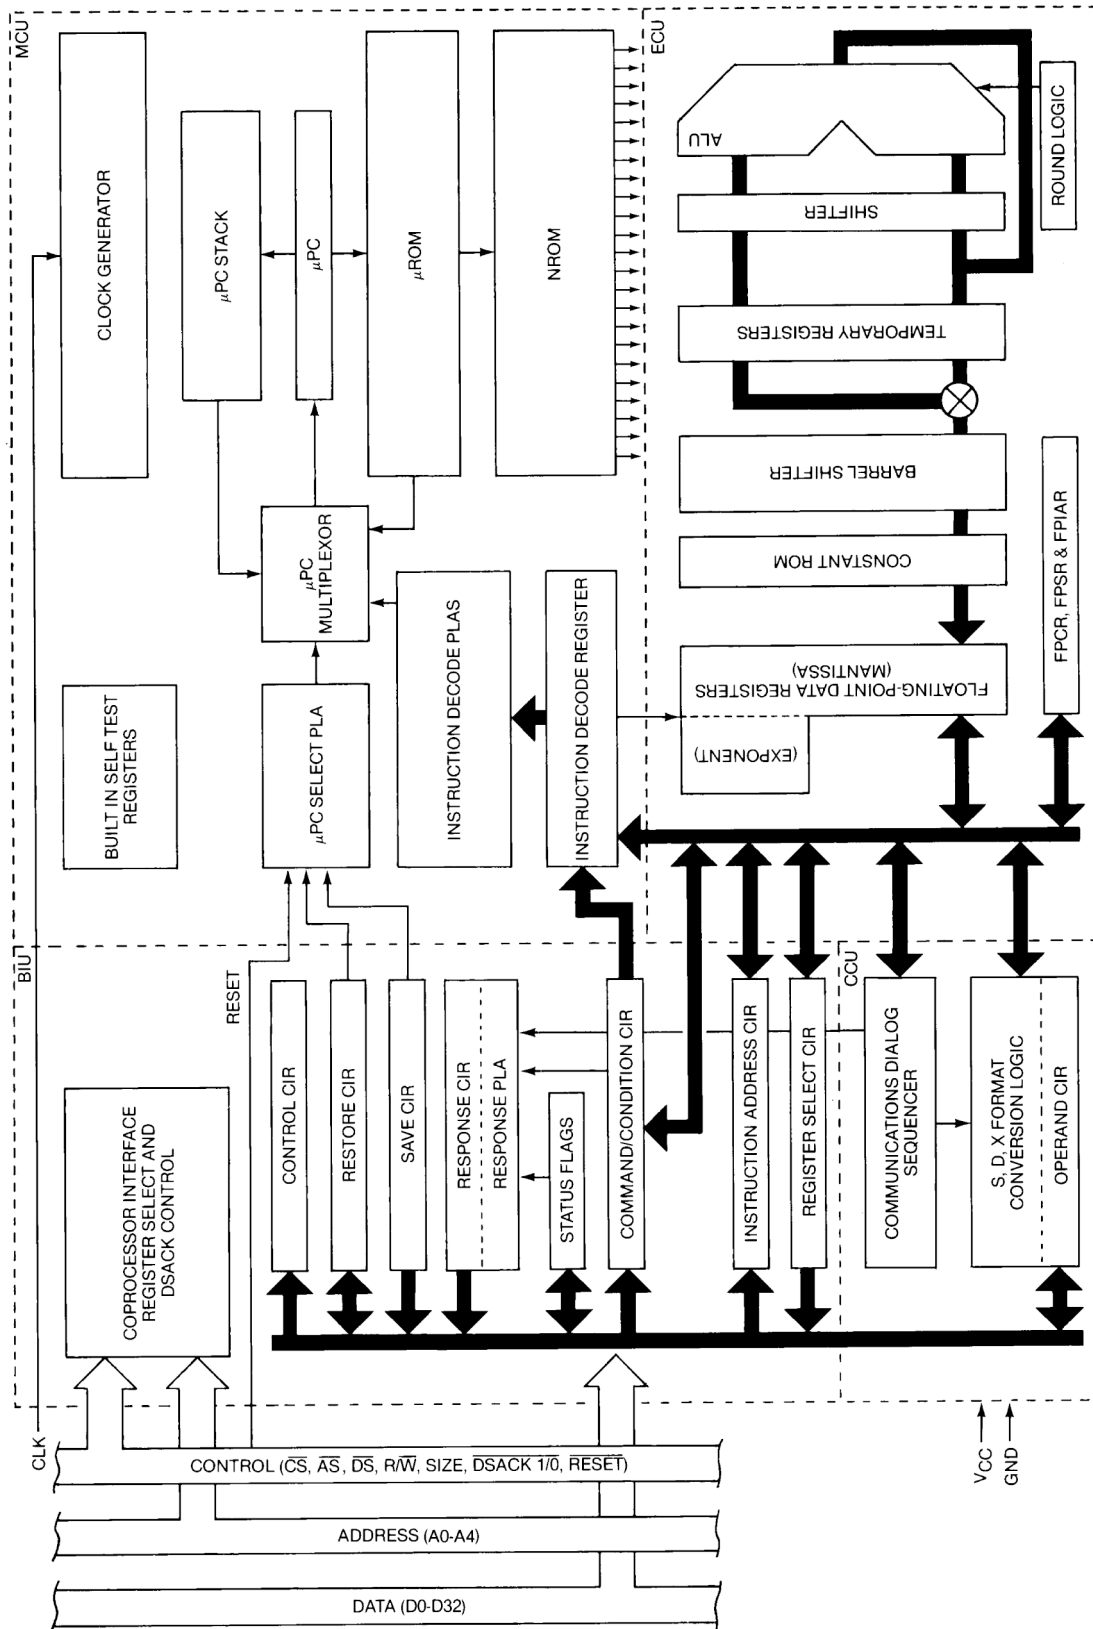 MCU
CLOCK GENERATOR
μPC STACK
μPC
μROM
NROM
μPC
MULTIPLEXOR
BUILT IN SELF TEST
REGISTERS
μPC SELECT PLA
INSTRUCTION DECODE PLAS
INSTRUCTION DECODE REGISTER
ECU
ALU
ROUND LOGIC
SHIFTER
TEMPORARY REGISTERS
BARREL SHIFTER
CONSTANT ROM
FLOATING-POINT DATA REGISTERS
(MANTISSA)
(EXPONENT)
FPCR, FPSR & FPIAR
BIU
RESET
COPROCESSOR INTERFACE
REGISTER SELECT AND
DSACK CONTROL
CONTROL CIR
RESTORE CIR
SAVE CIR
RESPONSE CIR
RESPONSE PLA
STATUS FLAGS
COMMAND/CONDITION CIR
INSTRUCTION ADDRESS CIR
REGISTER SELECT CIR
CCU
COMMUNICATIONS DIALOG
SEQUENCER
S, D, X FORMAT
CONVERSION LOGIC
OPERAND CIR
CLK
CONTROL (C̅S̅, A̅S̅, D̅S̅, R/W̅, SIZE, D̅S̅A̅C̅K̅ 1̅/0̅, R̅E̅S̅E̅T̅)
ADDRESS (A0-A4)
DATA (D0-D32)
VCC
GND